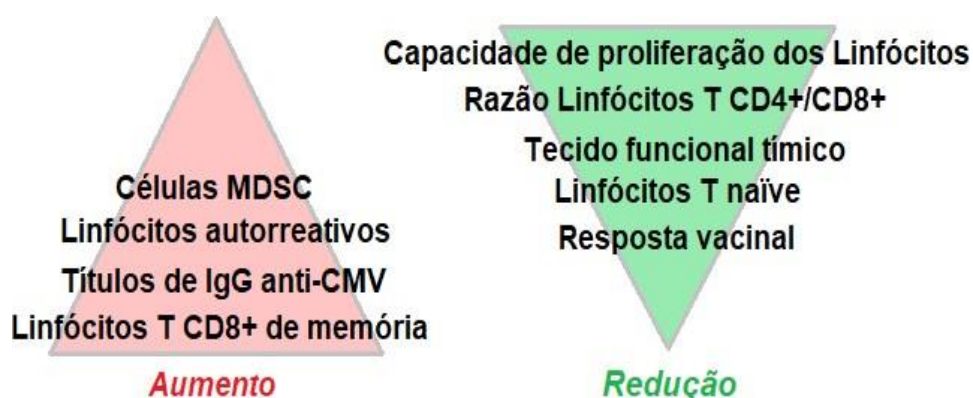 Células MDSC
Linfócitos autorreativos
Títulos de IgG anti-CMV
Linfócitos T CD8+ de memória
Aumento
Capacidade de proliferação dos Linfócitos
Razão Linfócitos T CD4+/CD8+
Tecido funcional tímico
Linfócitos T naïve
Resposta vacinal
Redução